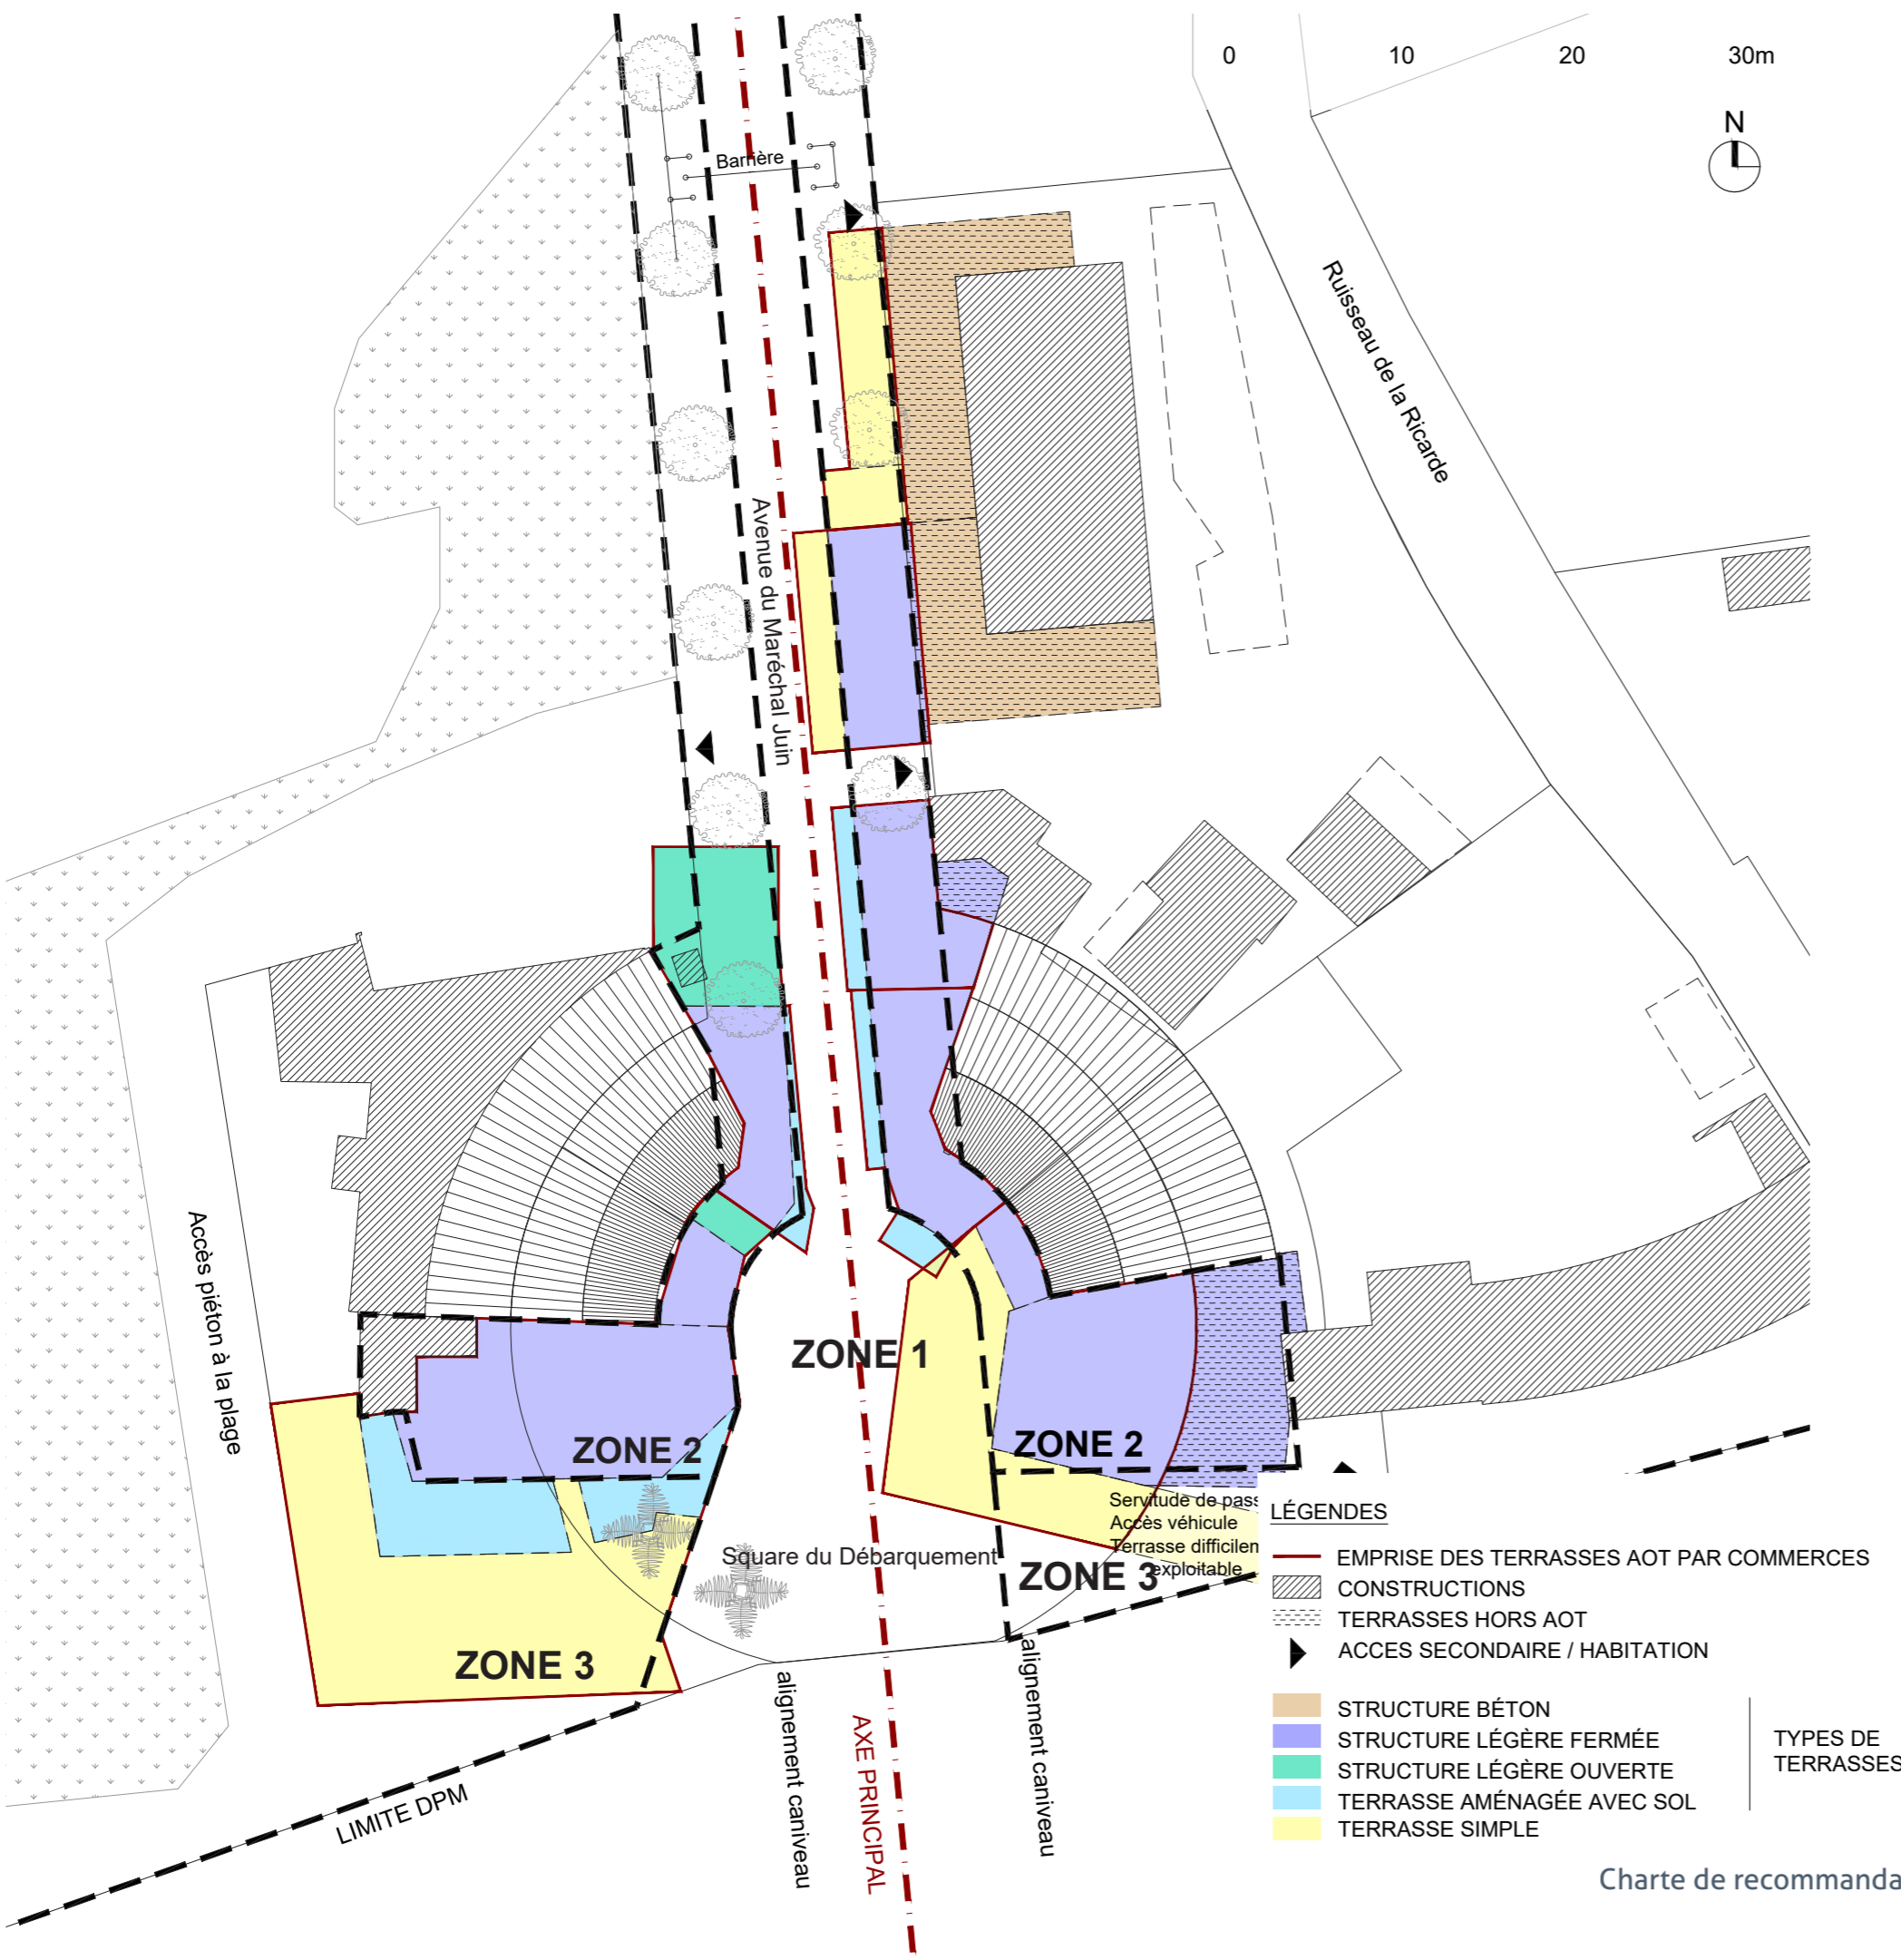 0 10 20 30m
N
Barrière
Ruisseau de la Ricarde
Avenue du Maréchal Juin
Accès piéton à la plage
ZONE 1
ZONE 2
ZONE 2
Servitude de pass
Accès véhicule
Terrasse difficilem
exploitable
Square du Débarquement
ZONE 3
ZONE 3
alignement caniveau
alignement caniveau
AXE PRINCIPAL
LIMITE DPM
LÉGENDES
EMPRISE DES TERRASSES AOT PAR COMMERCES
CONSTRUCTIONS
TERRASSES HORS AOT
ACCES SECONDAIRE / HABITATION
STRUCTURE BÉTON
STRUCTURE LÉGÈRE FERMÉE
STRUCTURE LÉGÈRE OUVERTE
TERRASSE AMÉNAGÉE AVEC SOL
TERRASSE SIMPLE
TYPES DE
TERRASSES
Charte de recommanda